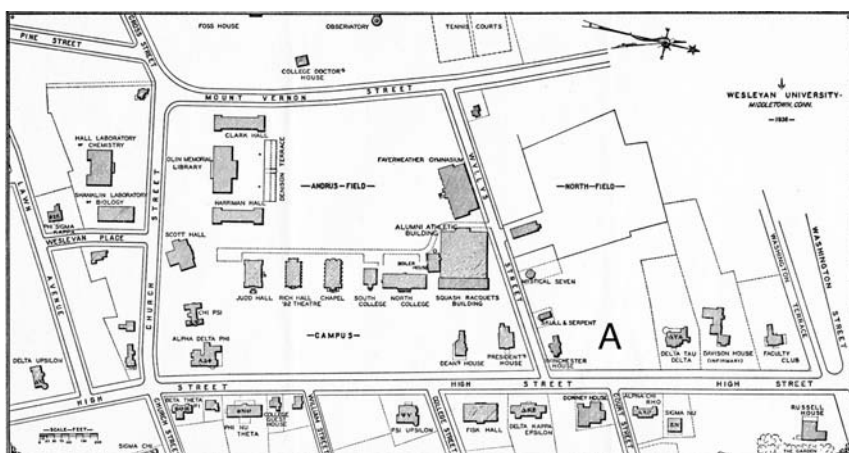 FOSS HOUSE
OBSERVATORY
TENNIS COURTS
PINE STREET
CROSS STREET
COLLEGE DOCTOR'S
HOUSE
MOUNT VERNON STREET
WESLEYAN UNIVERSITY-
MIDDLETOWN, CONN.
-1936-
CLARK HALL
HALL LABORATORY
OF CHEMISTRY
OLIN MEMORIAL
LIBRARY
DENISON TERRACE
ANDRUS-FIELD
FAYERWEATHER GYMNASIUM
WYLLYS STREET
NORTH-FIELD
SHANKLIN LABORATORY
OF BIOLOGY
HARRIMAN HALL
PHI SIGMA
KAPPA
LAWN AVENUE
WESLEYAN PLACE
CHURCH STREET
SCOTT HALL
ALUMNI ATHLETIC
BUILDING
BOILER
HOUSE
WASHINGTON TERRACE
WASHINGTON STREET
JUDD HALL
RICH HALL
'92 THEATRE
CHAPEL
SOUTH
COLLEGE
NORTH
COLLEGE
SQUASH RACQUETS
BUILDING
MYSTICAL SEVEN
CHI PSI
SKULL & SERPENT
A
ALPHA DELTA PHI
CAMPUS
DEAN'S HOUSE
PRESIDENT'S
HOUSE
WINCHESTER
HOUSE
DELTA TAU
DELTA
DAVISON HOUSE
(INFIRMARY)
FACULTY
CLUB
DELTA UPSILON
HIGH STREET
HIGH STREET
HIGH STREET
BETA THETA
PI
PHI NU
THETA
COLLEGE
GUEST
HOUSE
CHURCH STREET
WILLIAM STREET
PSI UPSILON
COLLEGE STREET
FISK HALL
DELTA KAPPA
EPSILON
DOWNEY HOUSE
COURT STREET
ALPHA CHI
RHO
SIGMA NU
RUSSELL
HOUSE
THE GARDEN
SCALE-FEET
SIGMA CHI